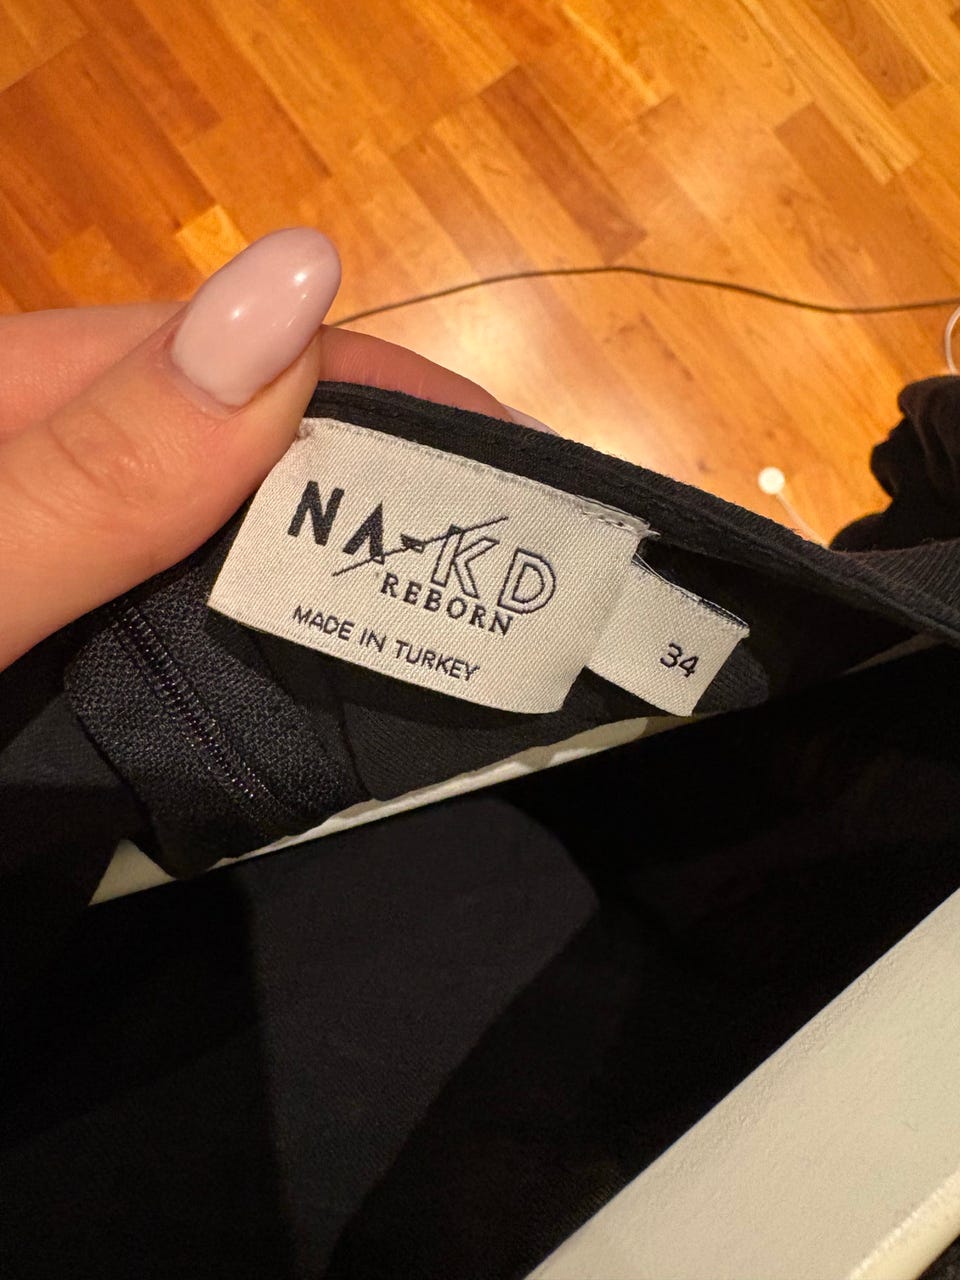 NA-KD
REBORN
MADE IN TURKEY
34